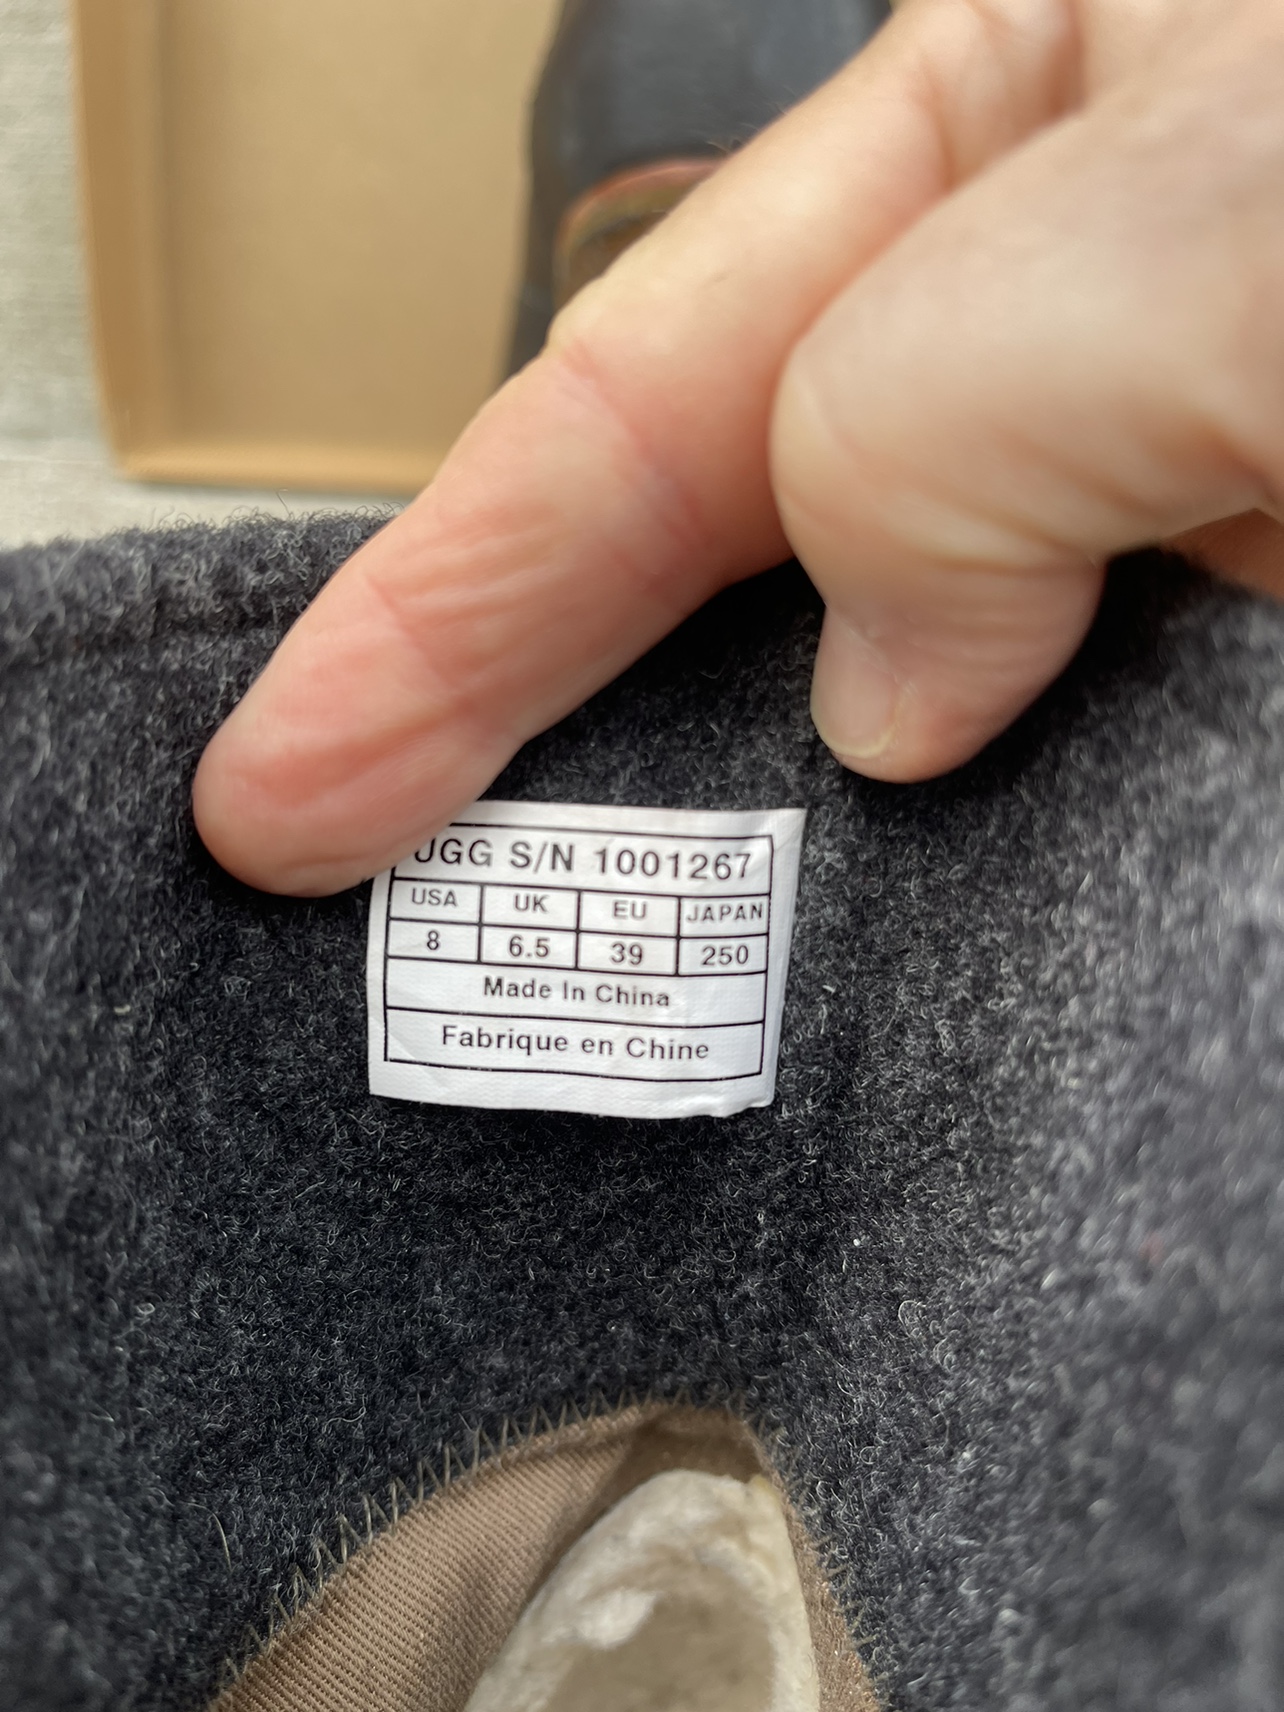 UGG S/N 1001267
USA UK EU JAPAN
8 6.5 39 250
Made In China
Fabrique en Chine